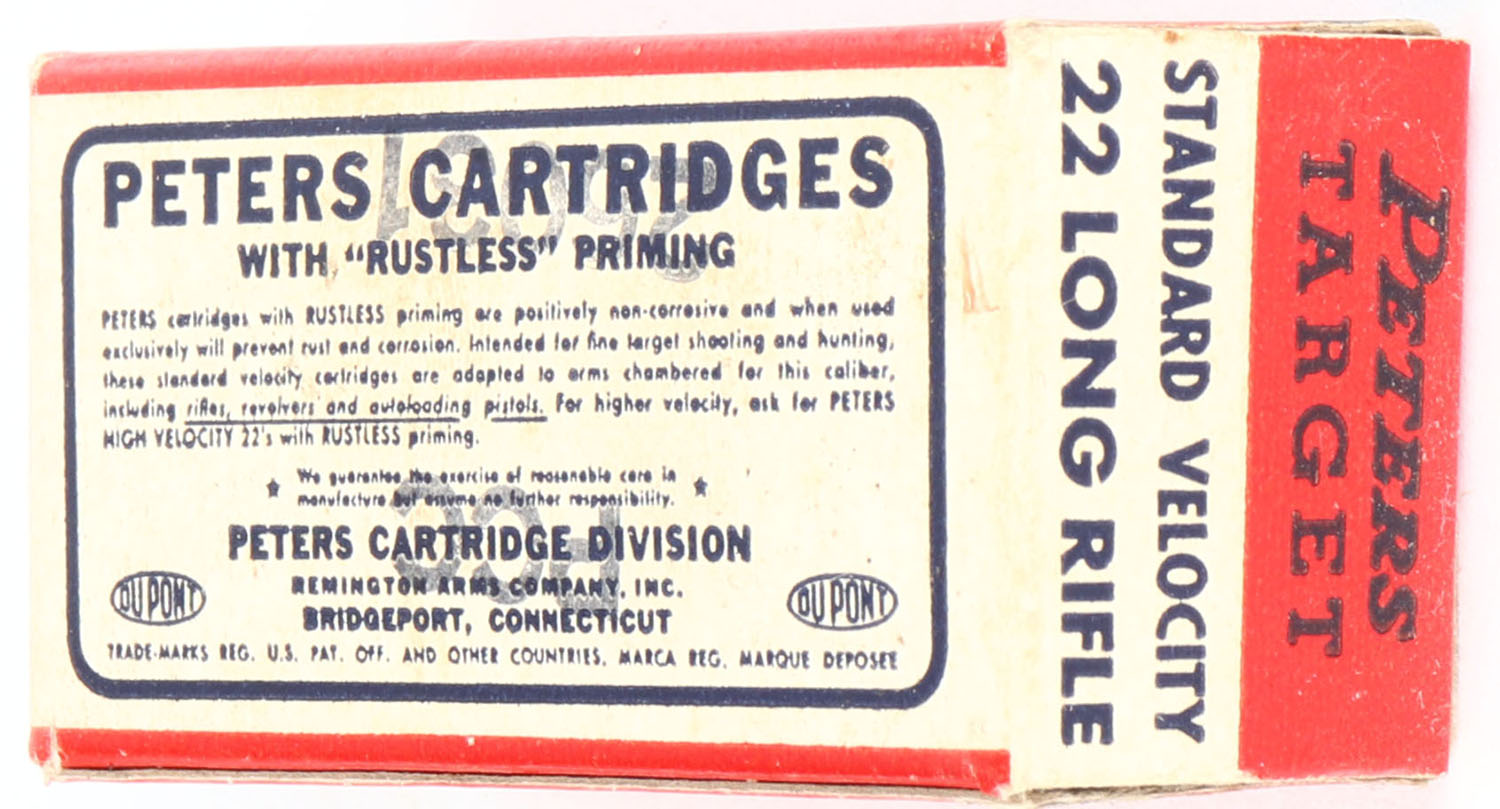 PETERS CARTRIDGES
WITH "RUSTLESS" PRIMING
PETERS cartridges with RUSTLESS priming are positively non-corrosive and when used
exclusively will prevent rust and corrosion. Intended for fine target shooting and hunting,
these standard velocity cartridges are adapted to arms chambered for this caliber,
including rifles, revolvers and autoloading pistols. For higher velocity, ask for PETERS
HIGH VELOCITY 22's with RUSTLESS priming.
We guarantee the exercise of reasonable care in
manufacture but assume no further responsibility.
PETERS CARTRIDGE DIVISION
REMINGTON ARMS COMPANY, INC.
BRIDGEPORT, CONNECTICUT
DU PONT
DU PONT
TRADE-MARKS REG. U.S. PAT. OFF. AND OTHER COUNTRIES. MARCA REG. MARQUE DEPOSEE
PETERS
TARGET
STANDARD VELOCITY
22 LONG RIFLE